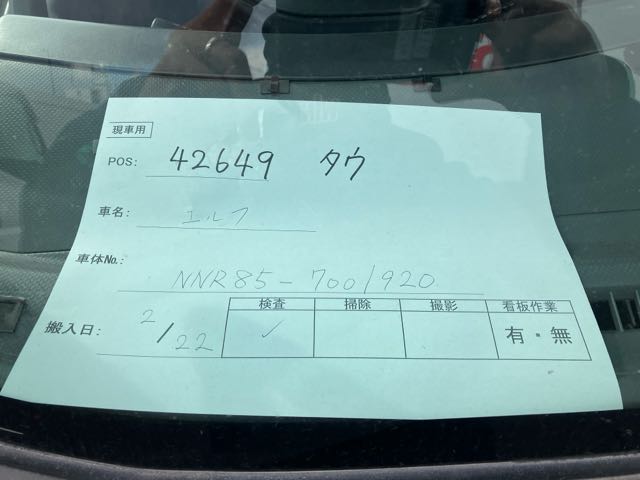 現車用
POS: 42649 タウ
車名: エルフ
車体No.: NNR85-7001920
搬入日: 2/22
検査 掃除 撮影 看板作業
✓ 有・無